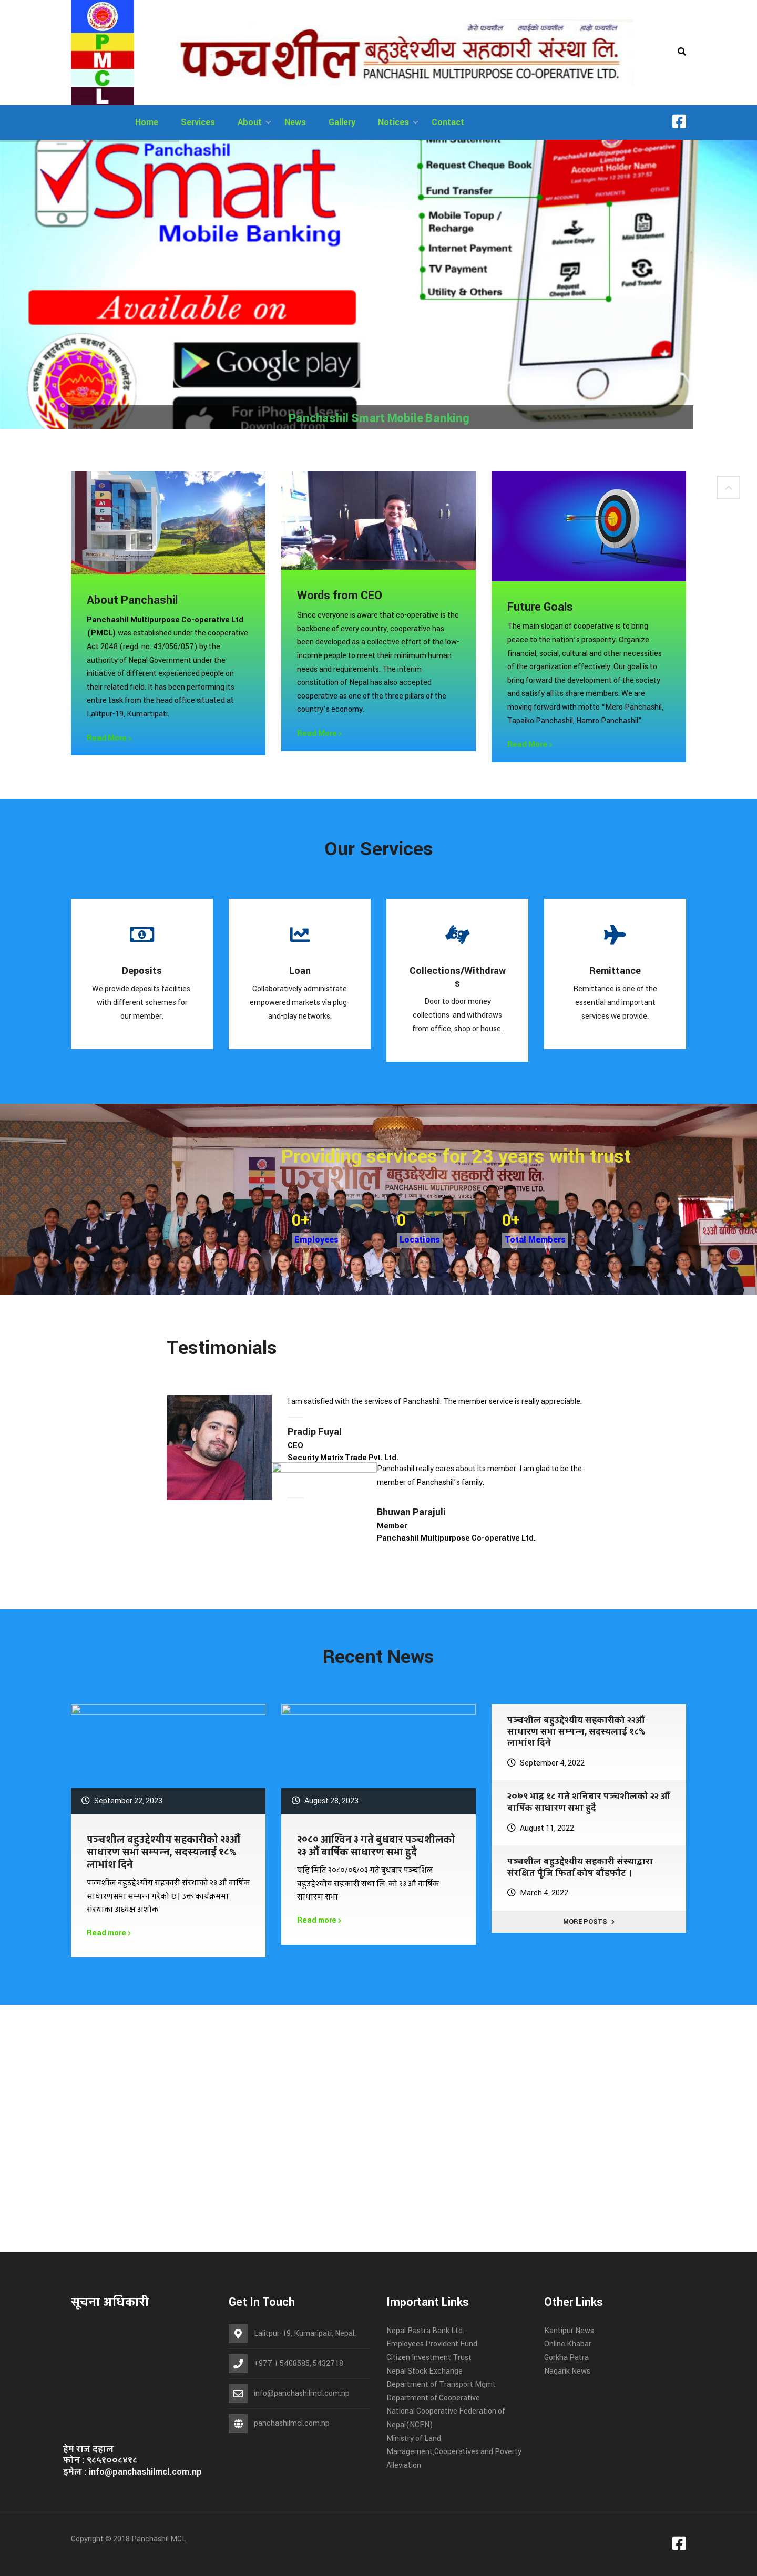 P
M
C
L
मेरो पञ्चशील तपाईको पञ्चशील हाम्रो पञ्चशील
पञ्चशील बहुउद्देश्यीय सहकारी संस्था लि.
PANCHASHIL MULTIPURPOSE CO-OPERATIVE LTD.
Home
Services
About
News
Gallery
Notices
Contact
Panchashil
Smart
Mobile Banking
Available on
Google play
For iPhone User:
Download from
Mini Statement
Request Cheque Book
Fund Transfer
Mobile Topup /
Recharge
Internet Payment
TV Payment
Utility & Others
Panchashil Multipurpose Co-operative
Limited
Account Holder Name
MY ACCOUNTS
PAYMENTS
OTHER
Balance Enquiry
Mini Statement
Request
Cheque Book
Fund Transfer
Panchashil Smart Mobile Banking
About Panchashil
Panchashil Multipurpose Co-operative Ltd
(PMCL) was established under the cooperative
Act 2048 (regd. no. 43/056/057) by the
authority of Nepal Government under the
initiative of different experienced people on
their related field. It has been performing its
entire task from the head office situated at
Lalitpur-19, Kumartipati.
Read More
Words from CEO
Since everyone is aware that co-operative is the
backbone of every country, cooperative has
been developed as a collective effort of the low-
income people to meet their minimum human
needs and requirements. The interim
constitution of Nepal has also accepted
cooperative as one of the three pillars of the
country's economy.
Read More
Future Goals
The main slogan of cooperative is to bring
peace to the nation's prosperity. Organize
financial, social, cultural and other necessities
of the organization effectively .Our goal is to
bring forward the development of the society
and satisfy all its share members. We are
moving forward with motto "Mero Panchashil,
Tapaiko Panchashil, Hamro Panchashil".
Read More
Our Services
Deposits
We provide deposits facilities
with different schemes for
our member.
Loan
Collaboratively administrate
empowered markets via plug-
and-play networks.
Collections/Withdraw
s
Door to door money
collections and withdraws
from office, shop or house.
Remittance
Remittance is one of the
essential and important
services we provide.
Providing services for 23 years with trust
पञ्चशील बहुउद्देश्यीय सहकारी संस्था लि.
PANCHASHIL MULTIPURPOSE CO-OPERATIVE LTD.
0+
Employees
0
Locations
0+
Total Members
Testimonials
I am satisfied with the services of Panchashil. The member service is really appreciable.
Pradip Fuyal
CEO
Security Matrix Trade Pvt. Ltd.
Panchashil really cares about its member. I am glad to be the
member of Panchashil's family.
Bhuwan Parajuli
Member
Panchashil Multipurpose Co-operative Ltd.
Recent News
September 22, 2023
पञ्चशील बहुउद्देश्यीय सहकारीको २३औं
साधारण सभा सम्पन्न, सदस्यलाई १८%
लाभांश दिने
पञ्चशील बहुउद्देश्यीय सहकारी संस्थाको २३ औं वार्षिक
साधारणसभा सम्पन्न गरेको छ। उक्त कार्यक्रममा
संस्थाका अध्यक्ष अशोक
Read more
August 28, 2023
२०८० आश्विन ३ गते बुधबार पञ्चशीलको
२३ औं बार्षिक साधारण सभा हुदै
यहि मिति २०८०/०६/०३ गते बुधबार पञ्चशिल
बहुउद्देश्यीय सहकारी संथा लि. को २३ औं वार्षिक
साधारण सभा
Read more
पञ्चशील बहुउद्देश्यीय सहकारीको २२औं
साधारण सभा सम्पन्न, सदस्यलाई १८%
लाभांश दिने
September 4, 2022
२०७९ भाद्र १८ गते शनिबार पञ्चशीलको २२ औं
बार्षिक साधारण सभा हुदै
August 11, 2022
पञ्चशील बहुउद्देश्यीय सहकारी संस्थाद्वारा
संरक्षित पूँजि फिर्ता कोष बाँडफाँट |
March 4, 2022
MORE POSTS
सूचना अधिकारी
हेम राज दहाल
फोन : ९८५१००८४१८
इमेल : info@panchashilmcl.com.np
Get In Touch
Lalitpur-19, Kumaripati, Nepal.
+977 1 5408585, 5432718
info@panchashilmcl.com.np
panchashilmcl.com.np
Important Links
Nepal Rastra Bank Ltd.
Employees Provident Fund
Citizen Investment Trust
Nepal Stock Exchange
Department of Transport Mgmt
Department of Cooperative
National Cooperative Federation of
Nepal(NCFN)
Ministry of Land
Management,Cooperatives and Poverty
Alleviation
Other Links
Kantipur News
Online Khabar
Gorkha Patra
Nagarik News
Copyright © 2018 Panchashil MCL